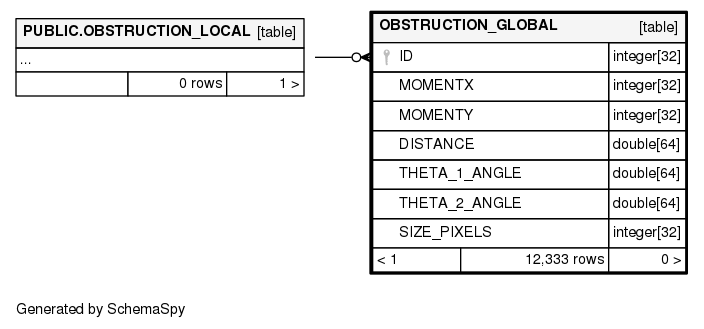 PUBLIC.OBSTRUCTION_LOCAL [table]
...
0 rows 1 >
OBSTRUCTION_GLOBAL [table]
ID integer[32]
MOMENTX integer[32]
MOMENTY integer[32]
DISTANCE double[64]
THETA_1_ANGLE double[64]
THETA_2_ANGLE double[64]
SIZE_PIXELS integer[32]
< 1 12,333 rows 0 >
Generated by SchemaSpy